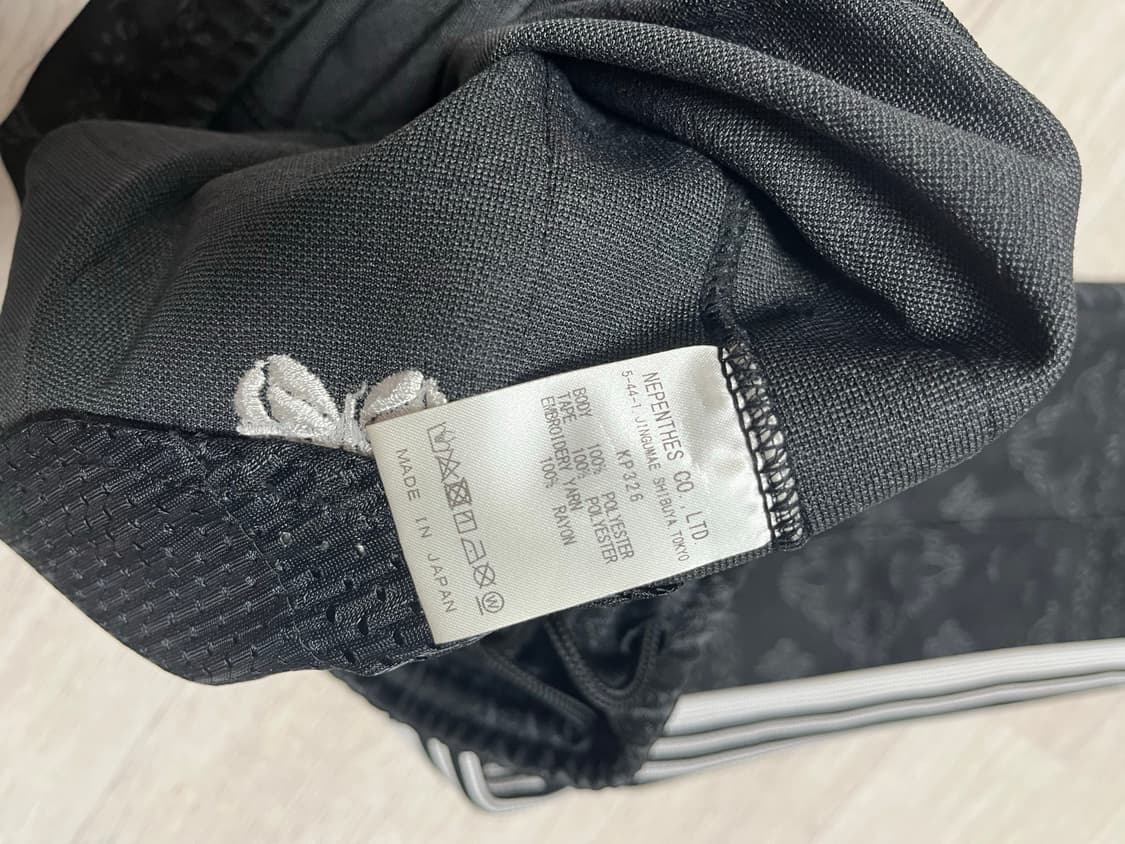 NEPENTHES CO., LTD
5-44-1, JINGUMAE SHIBUYA TOKYO
KP326
BODY 100% POLYESTER
TAPE 100% POLYESTER
EMBROIDERY YARN
100% RAYON
W
MADE IN JAPAN